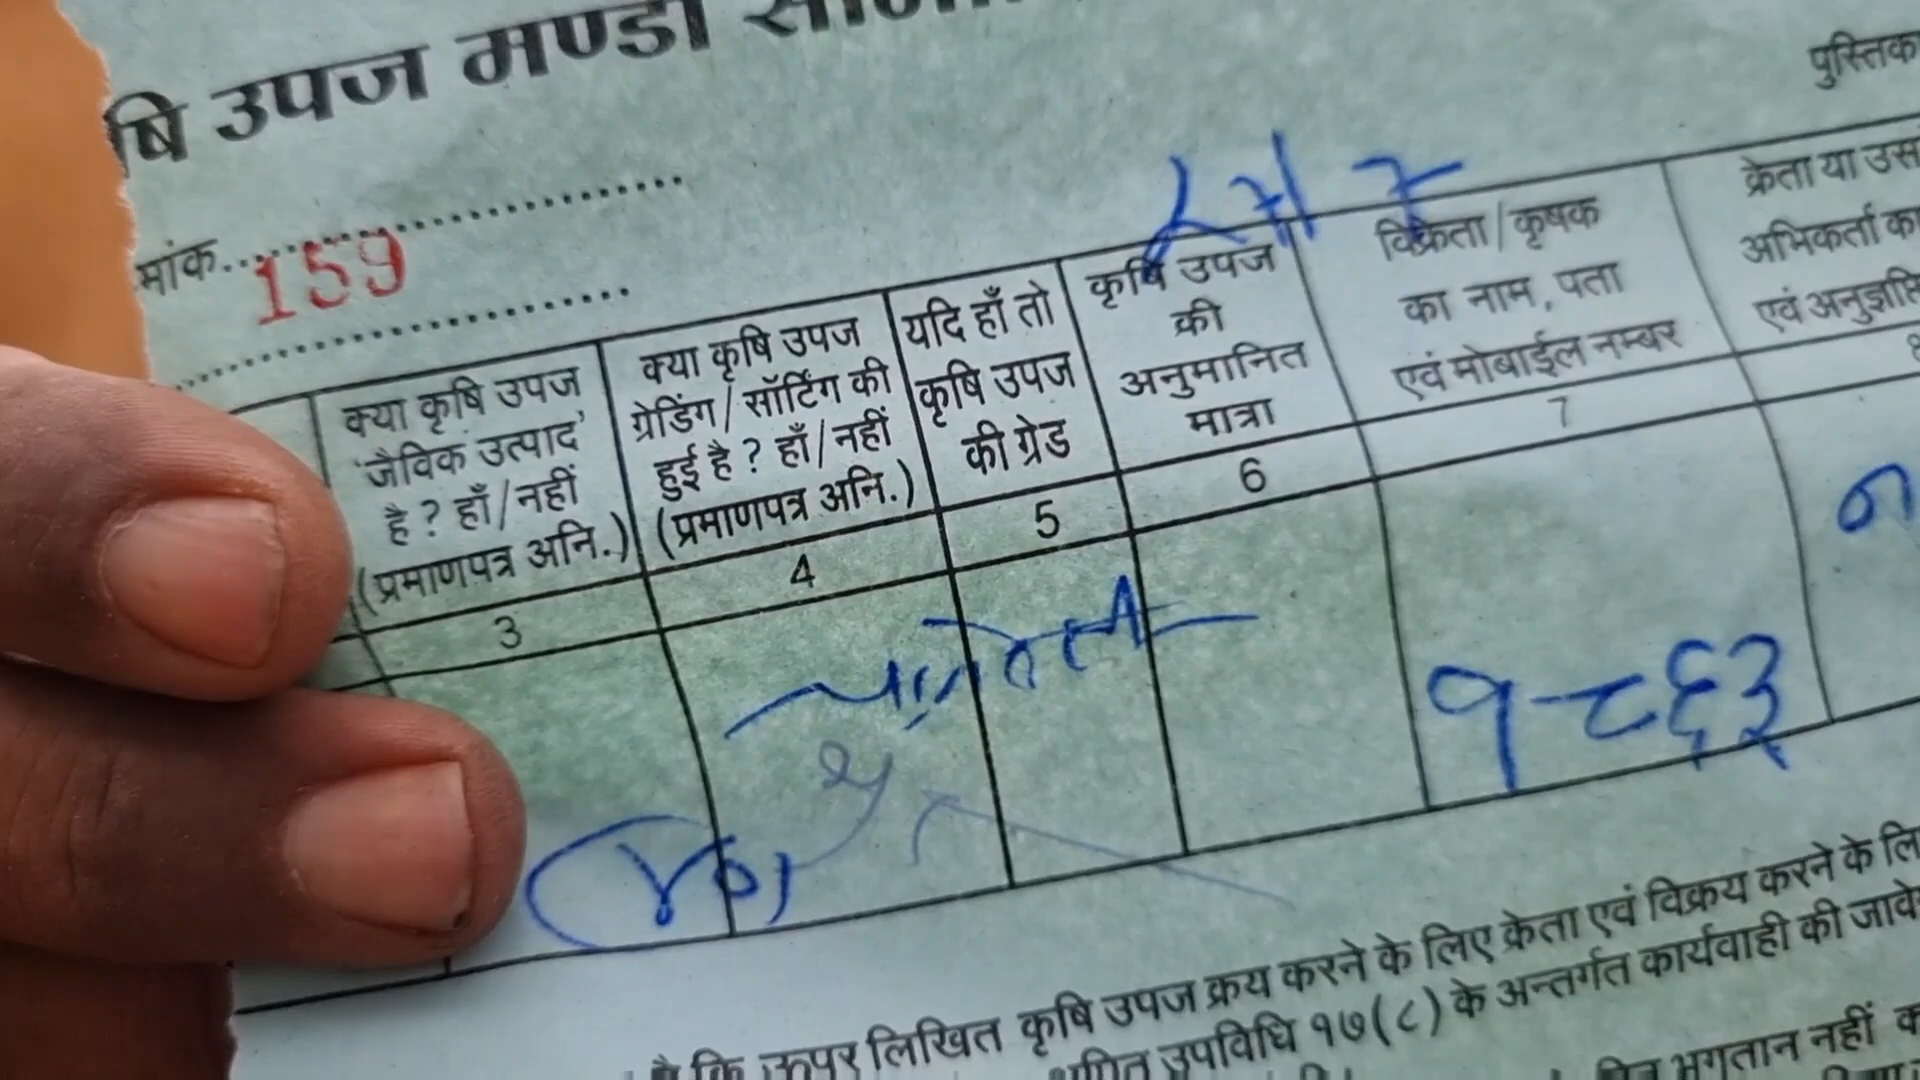 षि उपज मण्डी
पुस्तिक
मांक.. 159
क्या कृषि उपज
'जैविक उत्पाद'
है ? हाँ/नहीं
(प्रमाणपत्र अनि.)
क्या कृषि उपज
ग्रेडिंग/सॉर्टिंग की
हुई है ? हाँ/नहीं
(प्रमाणपत्र अनि.)
यदि हाँ तो
कृषि उपज
की ग्रेड
कृषि उपज
की
अनुमानित
मात्रा
विक्रेता/कृषक
का नाम, पता
एवं मोबाईल नम्बर
क्रेता या उस
अभिकर्ता का
एवं अनुज्ञप्ति
3 4 5 6 7
१-८६३
है कि ऊपर लिखित कृषि उपज क्रय करने के लिए क्रेता एवं विक्रय करने के लि
उपविधि १७(८) के अन्तर्गत कार्यवाही की जावे
भुगतान नहीं